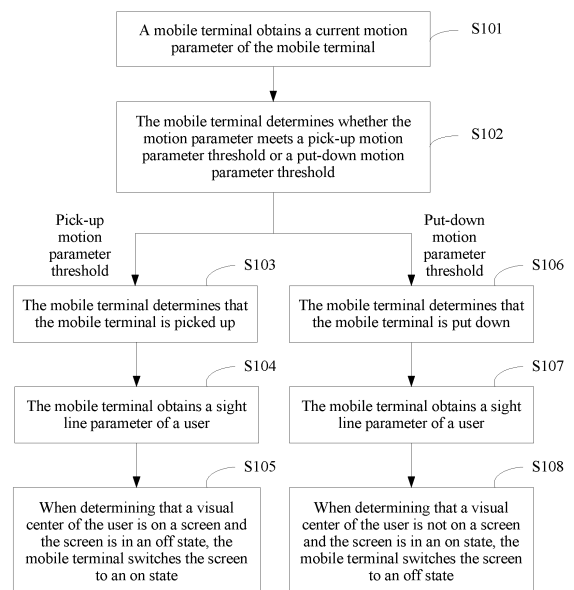 A mobile terminal obtains a current motion
parameter of the mobile terminal
S101
The mobile terminal determines whether the
motion parameter meets a pick-up motion
parameter threshold or a put-down motion
parameter threshold
S102
Pick-up
motion
parameter
threshold
S103
The mobile terminal determines that
the mobile terminal is picked up
S104
The mobile terminal obtains a sight
line parameter of a user
S105
When determining that a visual
center of the user is on a screen and
the screen is in an off state, the
mobile terminal switches the screen
to an on state
Put-down
motion
parameter
threshold
S106
The mobile terminal determines that
the mobile terminal is put down
S107
The mobile terminal obtains a sight
line parameter of a user
S108
When determining that a visual
center of the user is not on a screen
and the screen is in an on state, the
mobile terminal switches the screen
to an off state